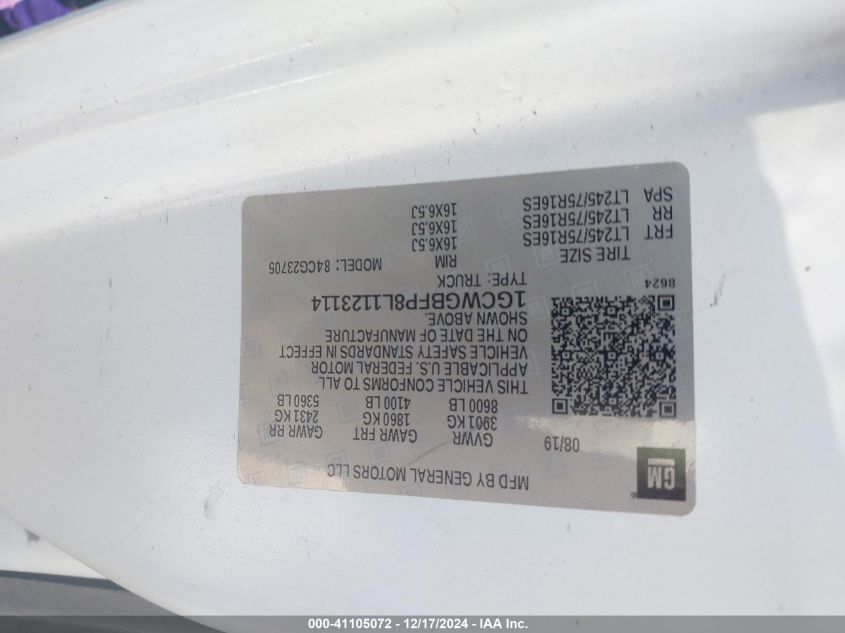 GM
MFD BY GENERAL MOTORS LLC
08/19
GVWR GAWR FRT GAWR RR
3901 KG 1860 KG 2431 KG
8600 LB 4100 LB 5360 LB
THIS VEHICLE CONFORMS TO ALL
APPLICABLE U.S. FEDERAL MOTOR
VEHICLE SAFETY STANDARDS IN EFFECT
ON THE DATE OF MANUFACTURE
SHOWN ABOVE.
1GCWGBFP8L1123114
TYPE: TRUCK MODEL: 84CG23705
8624
TIRE SIZE RIM
FRT LT245/75R16ES 16X6.5J
RR LT245/75R16ES 16X6.5J
SPA LT245/75R16ES 16X6.5J
000-41105072 - 12/17/2024 - IAA Inc.